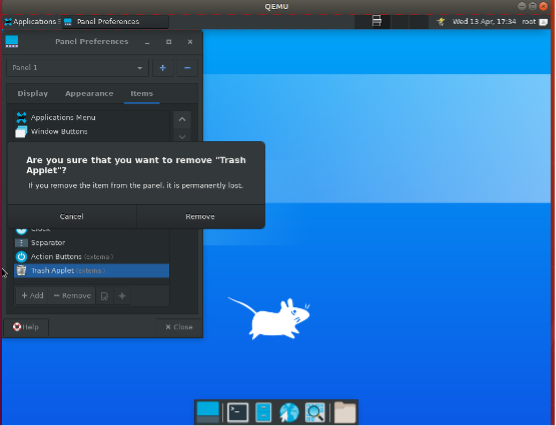 QEMU
Applications
Panel Preferences
Wed 13 Apr, 17:34
root
Panel Preferences
Panel 1
Display
Appearance
Items
Applications Menu
Window Buttons
Are you sure that you want to remove "Trash
Applet"?
If you remove the item from the panel, it is permanently lost.
Cancel
Remove
Clock
Separator
Action Buttons (external)
Trash Applet (external)
Add
Remove
Help
Close